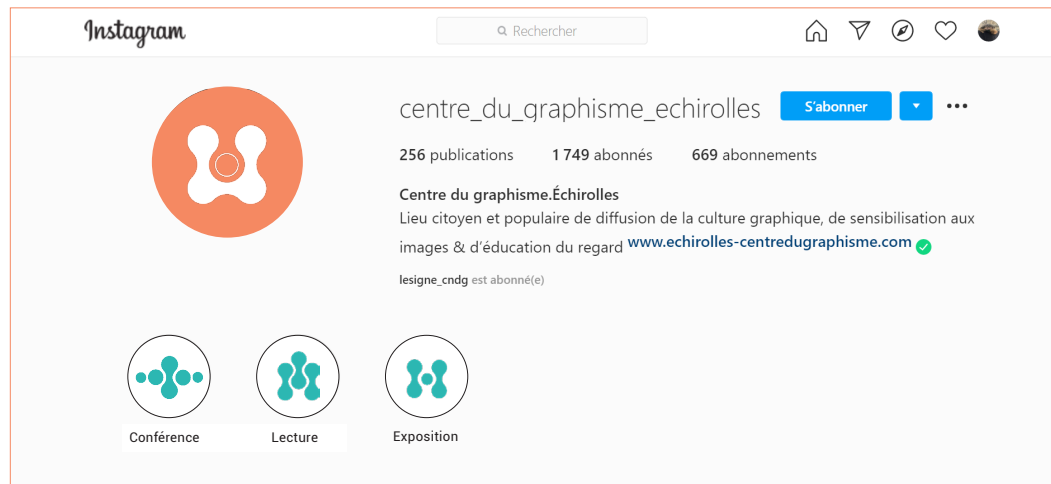 Instagram
Rechercher
centre_du_graphisme_echirolles S'abonner
256 publications 1 749 abonnés 669 abonnements
Centre du graphisme.Échirolles
Lieu citoyen et populaire de diffusion de la culture graphique, de sensibilisation aux
images & d'éducation du regard www.echirolles-centredugraphisme.com
lesigne_cndg est abonné(e)
Conférence Lecture Exposition